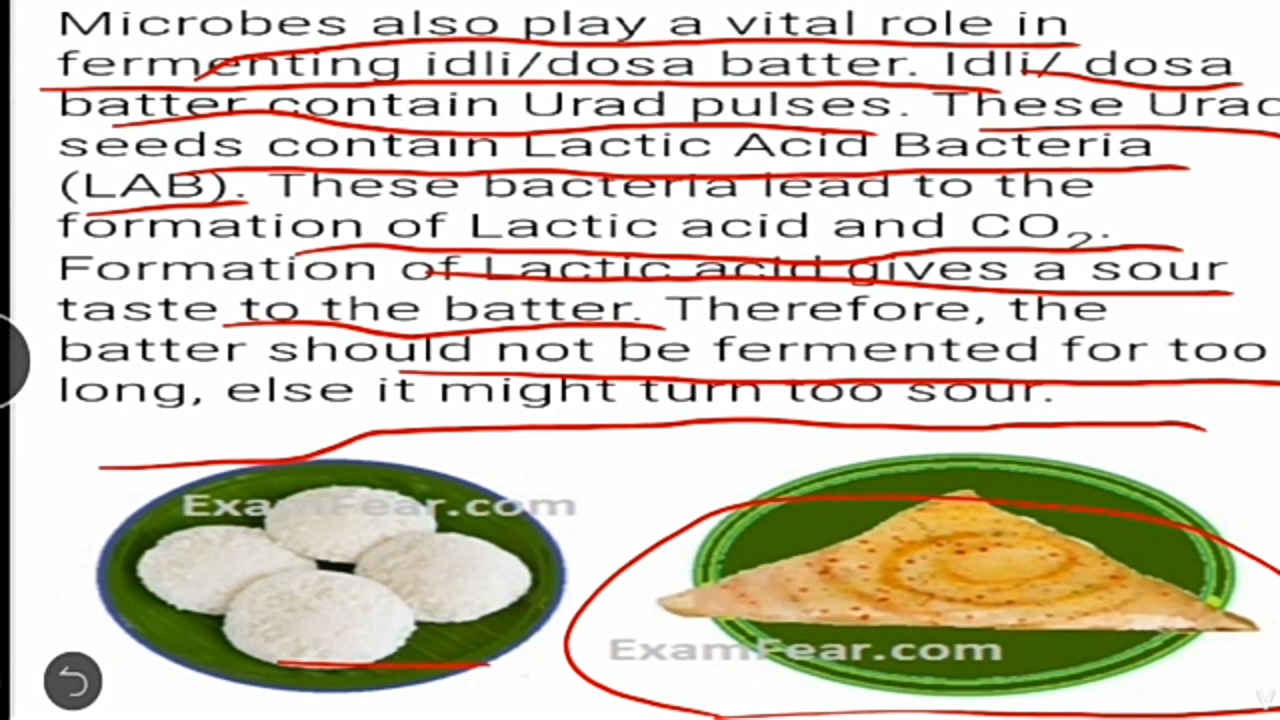 Microbes also play a vital role in
fermenting idli/dosa batter. Idli/ dosa
batter contain Urad pulses. These Urad
seeds contain Lactic Acid Bacteria
(LAB). These bacteria lead to the
formation of Lactic acid and CO₂.
Formation of Lactic acid gives a sour
taste to the batter. Therefore, the
batter should not be fermented for too
long, else it might turn too sour.
ExamFear.com
ExamFear.com